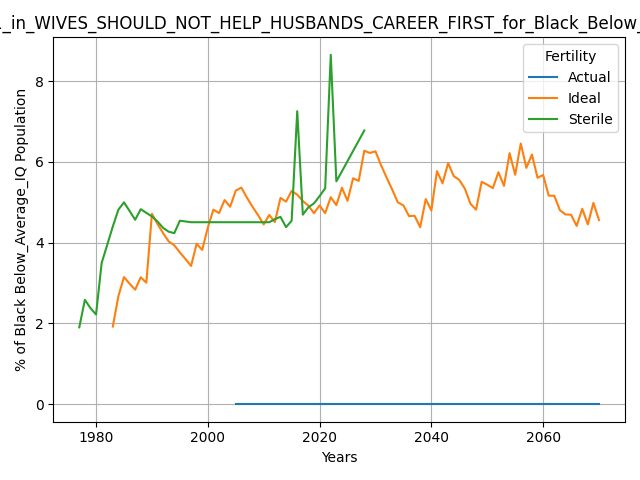 _in_WIVES_SHOULD_NOT_HELP_HUSBANDS_CAREER_FIRST_for_Black_Below_
Fertility
Actual
Ideal
Sterile
% of Black Below_Average_IQ Population
8
6
4
2
0
1980 2000 2020 2040 2060
Years